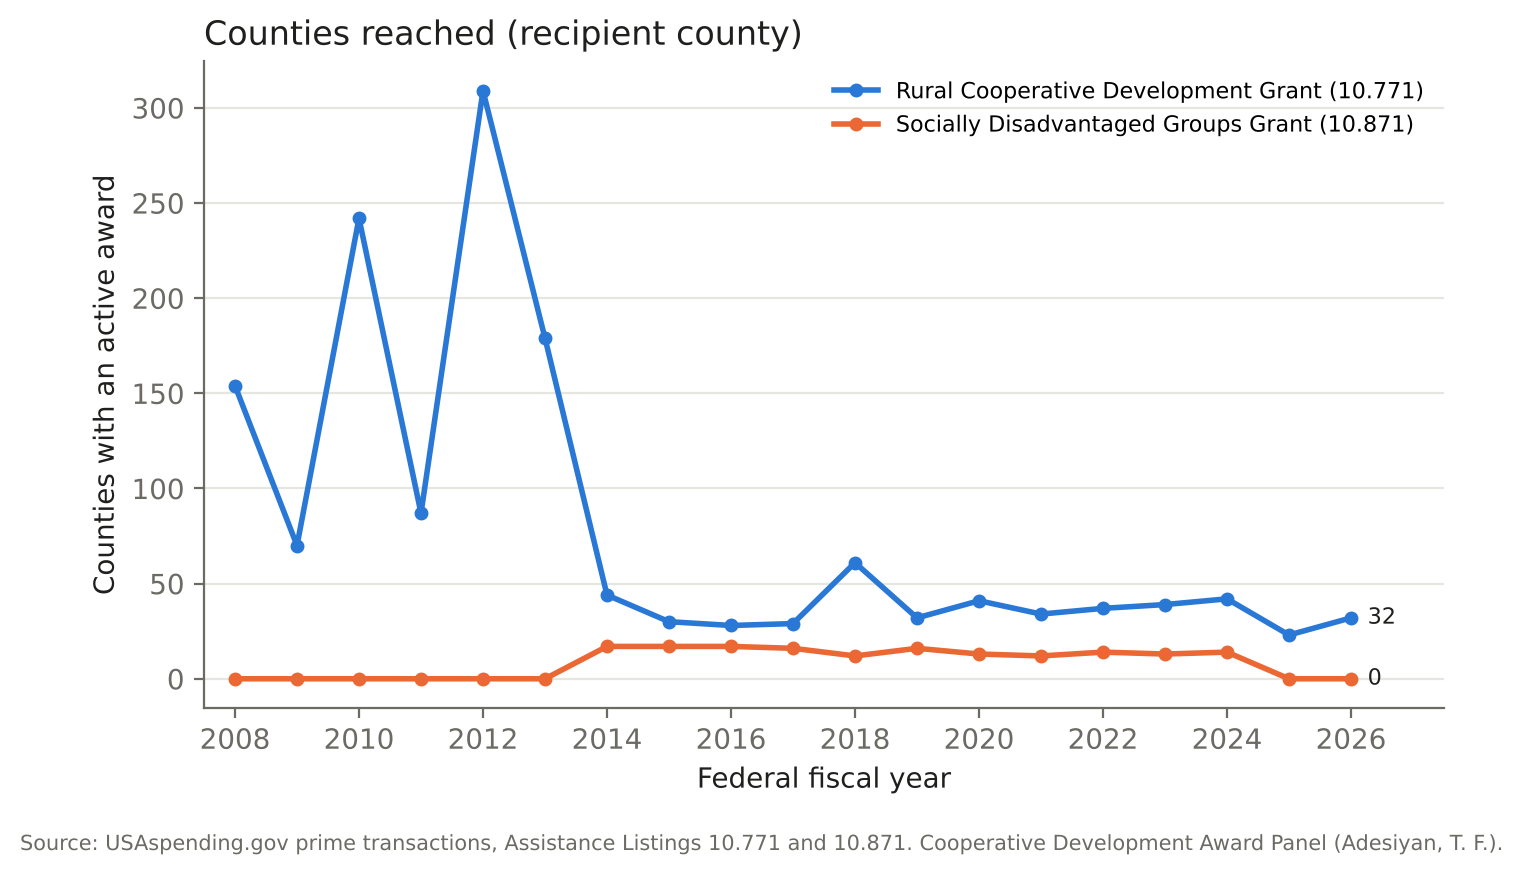 Counties reached (recipient county)
Rural Cooperative Development Grant (10.771)
Socially Disadvantaged Groups Grant (10.871)
Counties with an active award
300
250
200
150
100
50
0
32
0
2008 2010 2012 2014 2016 2018 2020 2022 2024 2026
Federal fiscal year
Source: USAspending.gov prime transactions, Assistance Listings 10.771 and 10.871. Cooperative Development Award Panel (Adesiyan, T. F.).